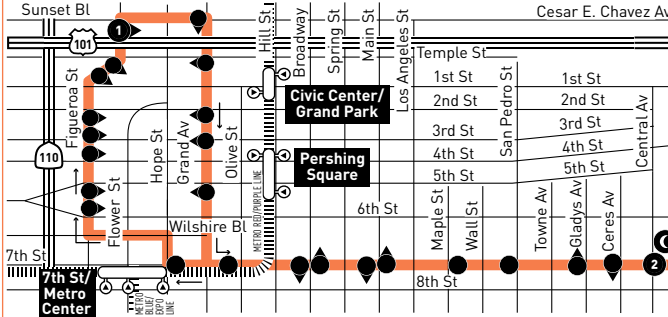 Sunset Bl
Cesar E. Chavez Av
1
101
Hill St
Broadway
Spring St
Main St
Los Angeles St
Temple St
1st St
1st St
2nd St
2nd St
3rd St
3rd St
4th St
4th St
5th St
5th St
Civic Center/
Grand Park
Pershing
Square
San Pedro St
Central Av
Figueroa St
Hope St
Grand Av
Olive St
110
Flower St
Wilshire Bl
METRO RED/PURPLE LINE
6th St
Maple St
Wall St
Towne Av
Gladys Av
Ceres Av
7th St
2
8th St
7th St/
Metro
Center
METRO
BLUE/
EXPO
LINE